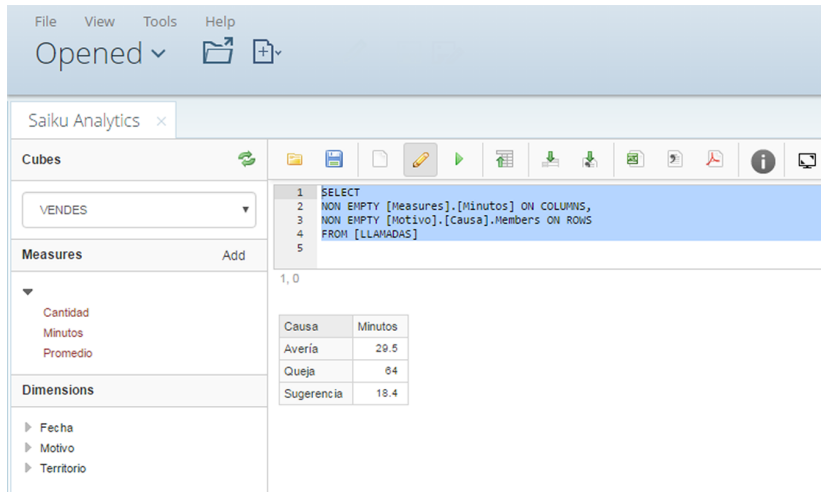 File View Tools Help
Opened
Saiku Analytics ×
Cubes
VENDES
Measures Add
Cantidad
Minutos
Promedio
Dimensions
Fecha
Motivo
Territorio
1 SELECT
2 NON EMPTY [Measures].[Minutos] ON COLUMNS,
3 NON EMPTY [Motivo].[Causa].Members ON ROWS
4 FROM [LLAMADAS]
5
1, 0
Causa Minutos
Avería 29.5
Queja 64
Sugerencia 18.4